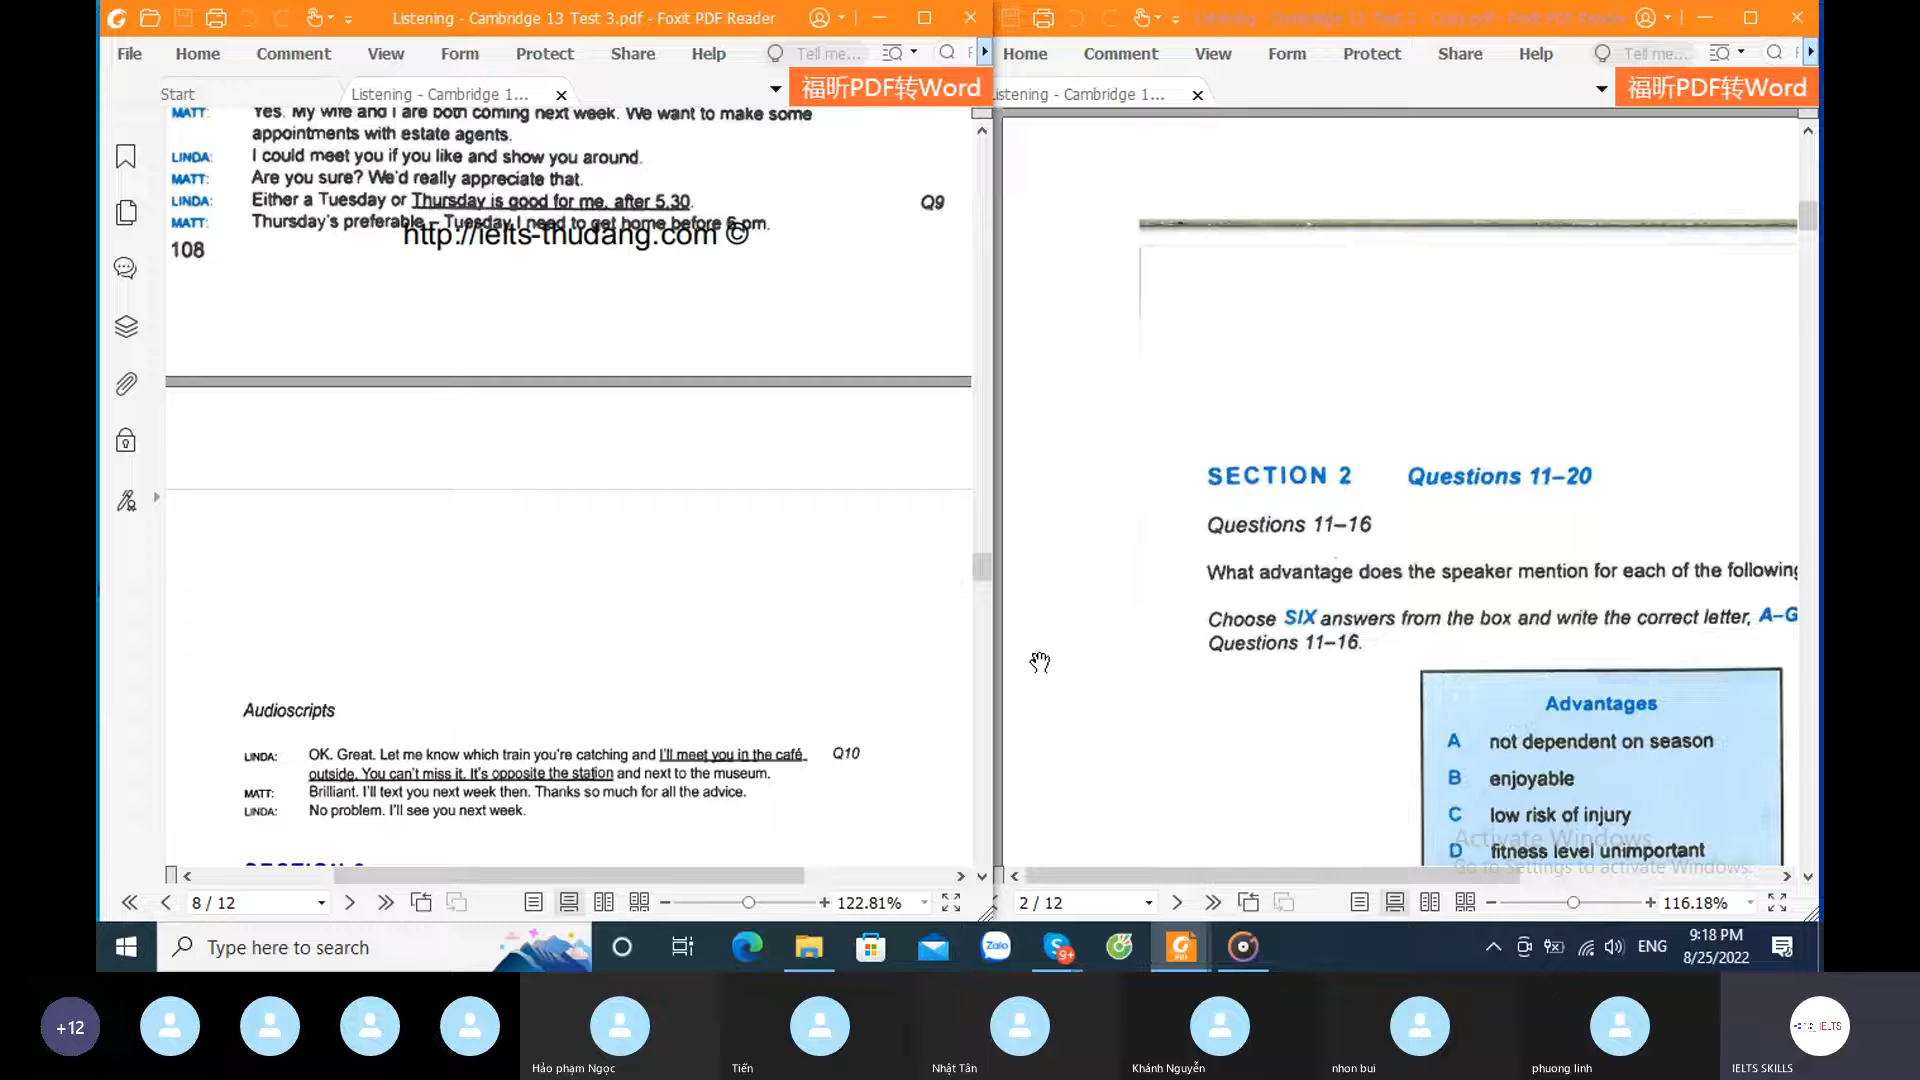 Listening - Cambridge 13 Test 3.pdf - Foxit PDF Reader
File Home Comment View Form Protect Share Help Tell me...
福昕PDF转Word
Start
Listening - Cambridge 1...
MATT: Yes. My wife and I are both coming next week. We want to make some
appointments with estate agents.
LINDA: I could meet you if you like and show you around.
MATT: Are you sure? We'd really appreciate that.
LINDA: Either a Tuesday or Thursday is good for me, after 5.30. Q9
MATT: Thursday's preferable – Tuesday I need to get home before 6 pm.
http://ielts-thudang.com ©
108
Audioscripts
LINDA: OK. Great. Let me know which train you're catching and I'll meet you in the café Q10
outside. You can't miss it. It's opposite the station and next to the museum.
MATT: Brilliant. I'll text you next week then. Thanks so much for all the advice.
LINDA: No problem. I'll see you next week.
8 / 12
122.81%
Home Comment View Form Protect Share Help Tell me...
福昕PDF转Word
istening - Cambridge 1...
SECTION 2 Questions 11–20
Questions 11–16
What advantage does the speaker mention for each of the following
Choose SIX answers from the box and write the correct letter, A–G
Questions 11–16.
Advantages
A not dependent on season
B enjoyable
C low risk of injury
D fitness level unimportant
Activate Windows
Go to Settings to activate Windows.
2 / 12
116.18%
Type here to search
Zalo
9+
ENG
9:18 PM
8/25/2022
+12
Hảo phạm Ngọc
Tiến
Nhật Tân
Khánh Nguyễn
nhon bui
phuong linh
IELTS SKILLS